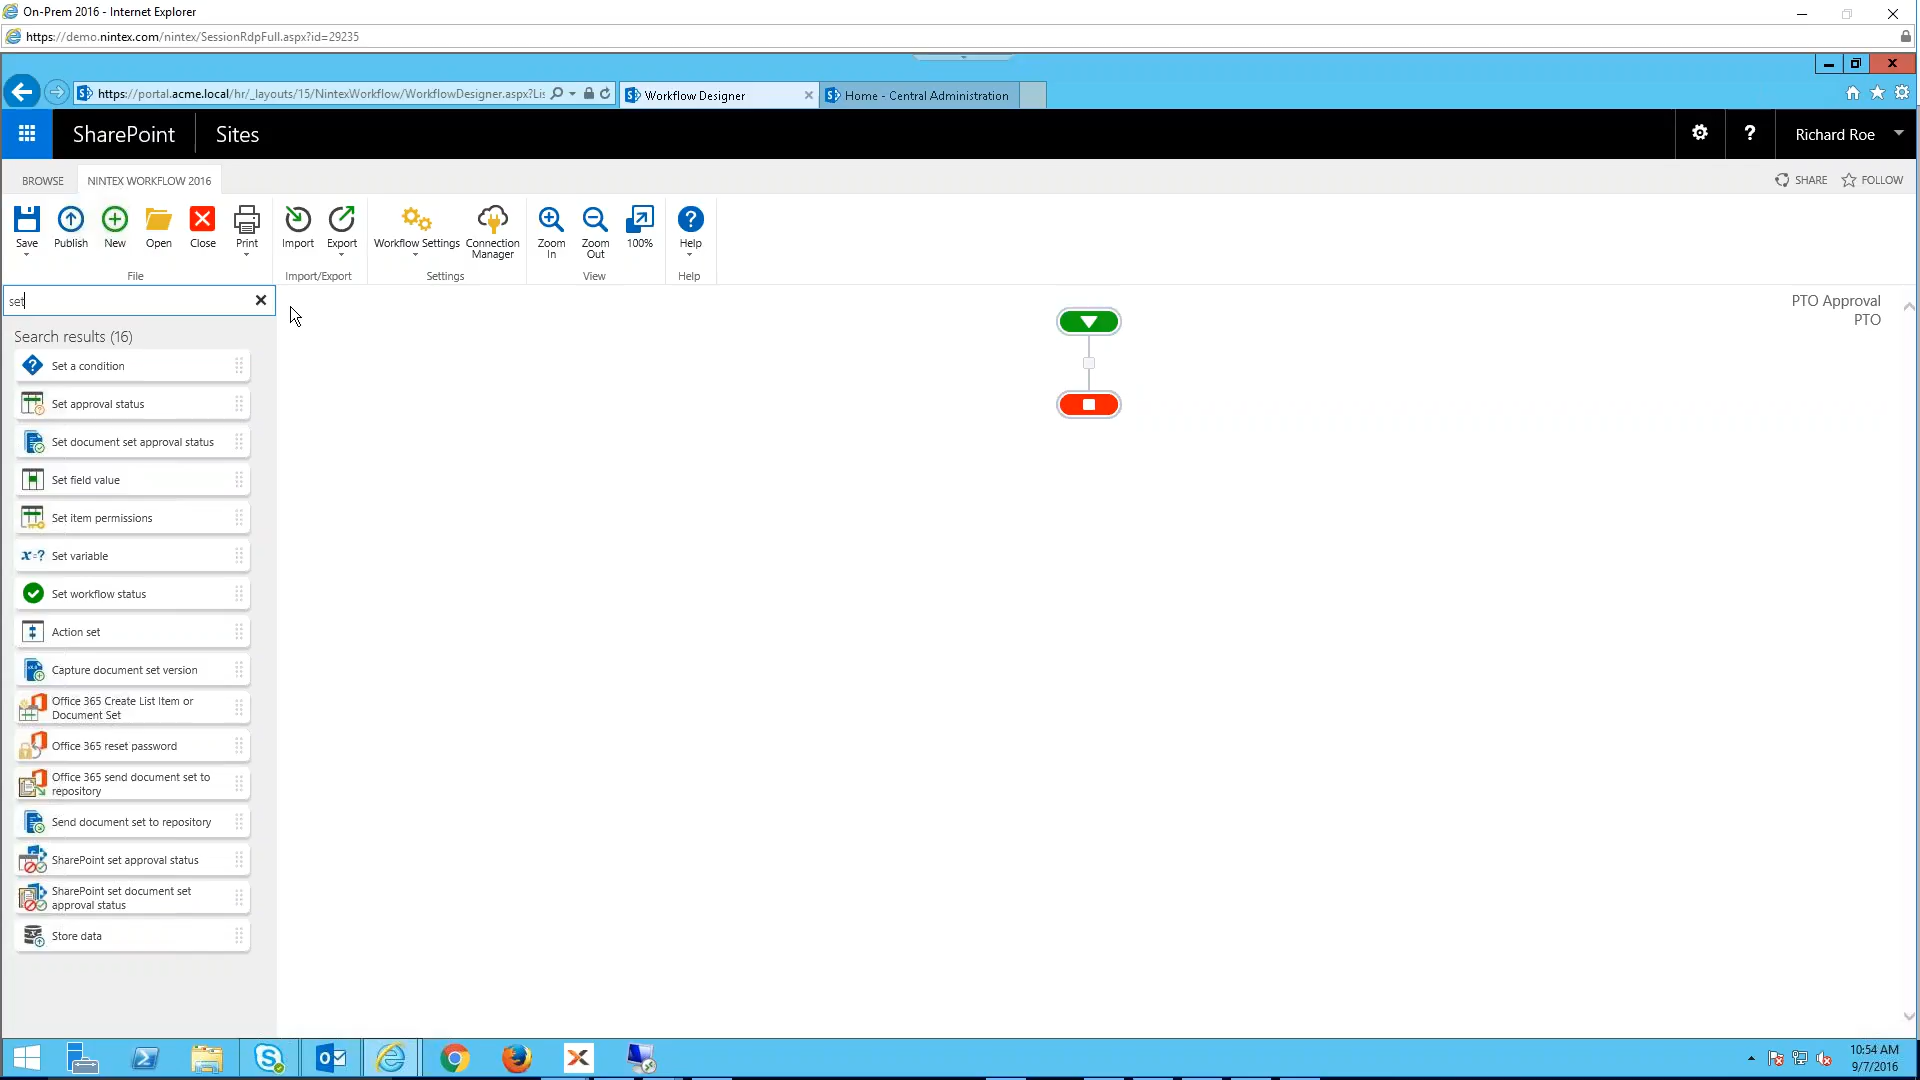 On-Prem 2016 - Internet Explorer
https://demo.nintex.com/nintex/SessionRdpFull.aspx?id=29235
https://portal.acme.local/hr/_layouts/15/NintexWorkflow/WorkflowDesigner.aspx?Lis
Workflow Designer
Home - Central Administration
SharePoint
Sites
Richard Roe
BROWSE
NINTEX WORKFLOW 2016
SHARE
FOLLOW
Save
Publish
New
Open
Close
Print
Import
Export
Workflow Settings
Connection
Manager
Zoom
In
Zoom
Out
100%
Help
File
Import/Export
Settings
View
Help
set
PTO Approval
PTO
Search results (16)
Set a condition
Set approval status
Set document set approval status
Set field value
Set item permissions
Set variable
Set workflow status
Action set
Capture document set version
Office 365 Create List Item or
Document Set
Office 365 reset password
Office 365 send document set to
repository
Send document set to repository
SharePoint set approval status
SharePoint set document set
approval status
Store data
10:54 AM
9/7/2016